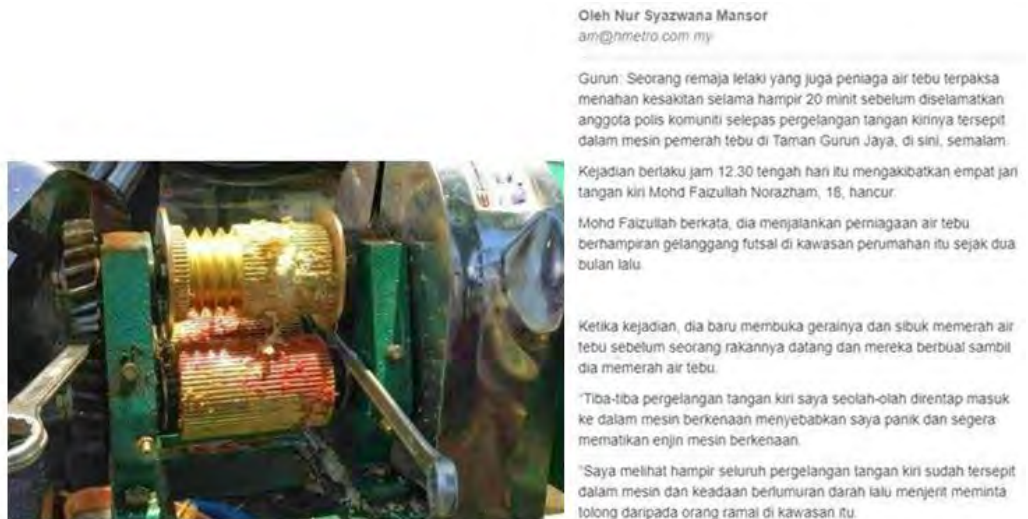 Oleh Nur Syazwana Mansor
am@hmetro.com.my
Gurun: Seorang remaja lelaki yang juga peniaga air tebu terpaksa
menahan kesakitan selama hampir 20 minit sebelum diselamatkan
anggota polis komuniti selepas pergelangan tangan kirinya tersepit
dalam mesin pemerah tebu di Taman Gurun Jaya, di sini, semalam.
Kejadian berlaku jam 12.30 tengah hari itu mengakibatkan empat jari
tangan kiri Mohd Faizullah Norazham, 18, hancur.
Mohd Faizullah berkata, dia menjalankan perniagaan air tebu
berhampiran gelanggang futsal di kawasan perumahan itu sejak dua
bulan lalu.
Ketika kejadian, dia baru membuka gerainya dan sibuk memerah air
tebu sebelum seorang rakannya datang dan mereka berbual sambil
dia memerah air tebu.
"Tiba-tiba pergelangan tangan kiri saya seolah-olah direntap masuk
ke dalam mesin berkenaan menyebabkan saya panik dan segera
mematikan enjin mesin berkenaan.
"Saya melihat hampir seluruh pergelangan tangan kiri sudah tersepit
dalam mesin dan keadaan berlumuran darah lalu menjerit meminta
tolong daripada orang ramai di kawasan itu.